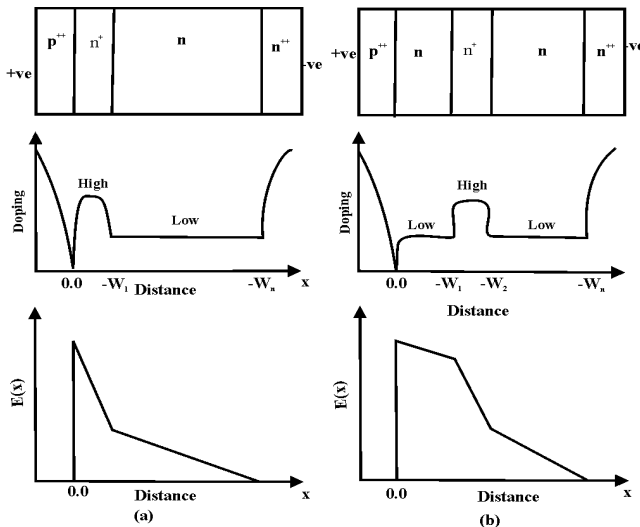 p++ n+ n n++
+ve -ve
Doping
High
Low
0.0 -W1 Distance -Wn x
E(x)
0.0 Distance x
(a)
p++ n n+ n n++
+ve -ve
Doping
Low High Low
0.0 -W1 -W2 -Wn
Distance
E(x)
0.0 Distance x
(b)